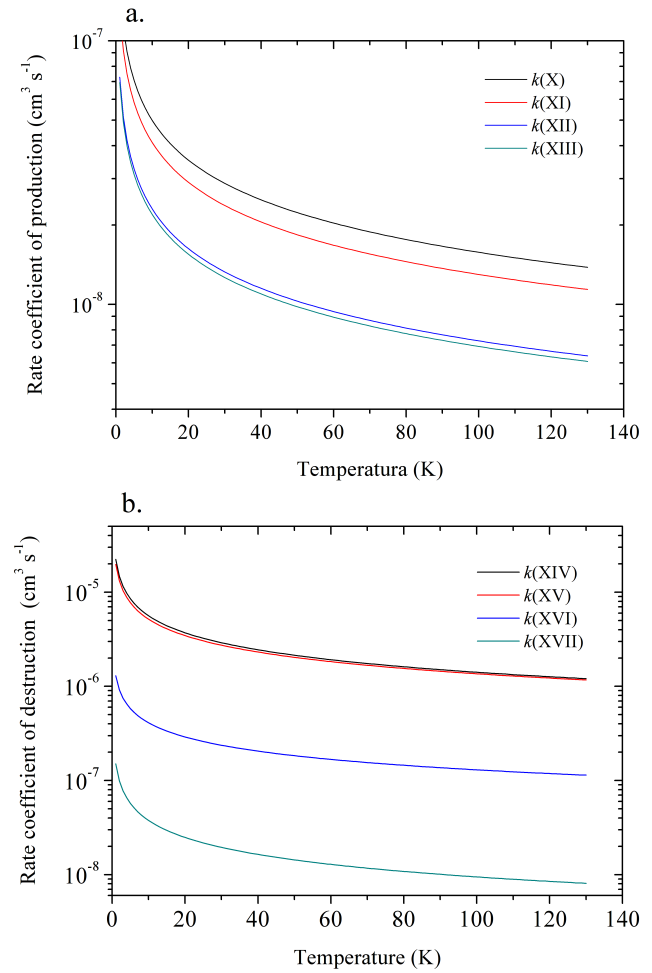 a.
Rate coefficient of production (cm³ s⁻¹)
10⁻⁷
10⁻⁸
k(X)
k(XI)
k(XII)
k(XIII)
0 20 40 60 80 100 120 140
Temperatura (K)
b.
Rate coefficient of destruction (cm³ s⁻¹)
10⁻⁵
10⁻⁶
10⁻⁷
10⁻⁸
k(XIV)
k(XV)
k(XVI)
k(XVII)
0 20 40 60 80 100 120 140
Temperature (K)